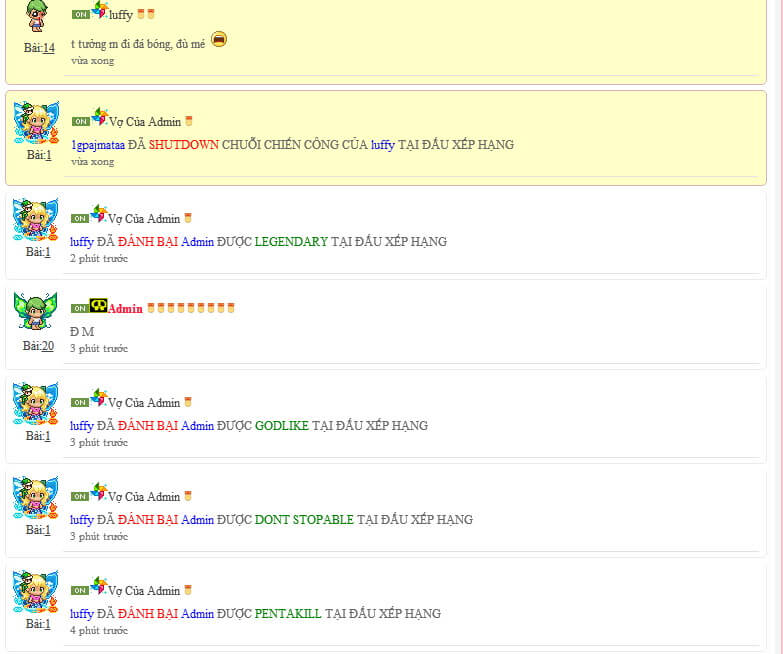 ON luffy
Bài:14
t tưởng m đi đá bóng, đù mé
vừa xong
ON Vợ Của Admin
Bài:1
1gpajmataa ĐÃ SHUTDOWN CHUỖI CHIẾN CÔNG CỦA luffy TẠI ĐẤU XẾP HẠNG
vừa xong
ON Vợ Của Admin
Bài:1
luffy ĐÃ ĐÁNH BẠI Admin ĐƯỢC LEGENDARY TẠI ĐẤU XẾP HẠNG
2 phút trước
ON Admin
Bài:20
Đ M
3 phút trước
ON Vợ Của Admin
Bài:1
luffy ĐÃ ĐÁNH BẠI Admin ĐƯỢC GODLIKE TẠI ĐẤU XẾP HẠNG
3 phút trước
ON Vợ Của Admin
Bài:1
luffy ĐÃ ĐÁNH BẠI Admin ĐƯỢC DONT STOPABLE TẠI ĐẤU XẾP HẠNG
3 phút trước
ON Vợ Của Admin
Bài:1
luffy ĐÃ ĐÁNH BẠI Admin ĐƯỢC PENTAKILL TẠI ĐẤU XẾP HẠNG
4 phút trước